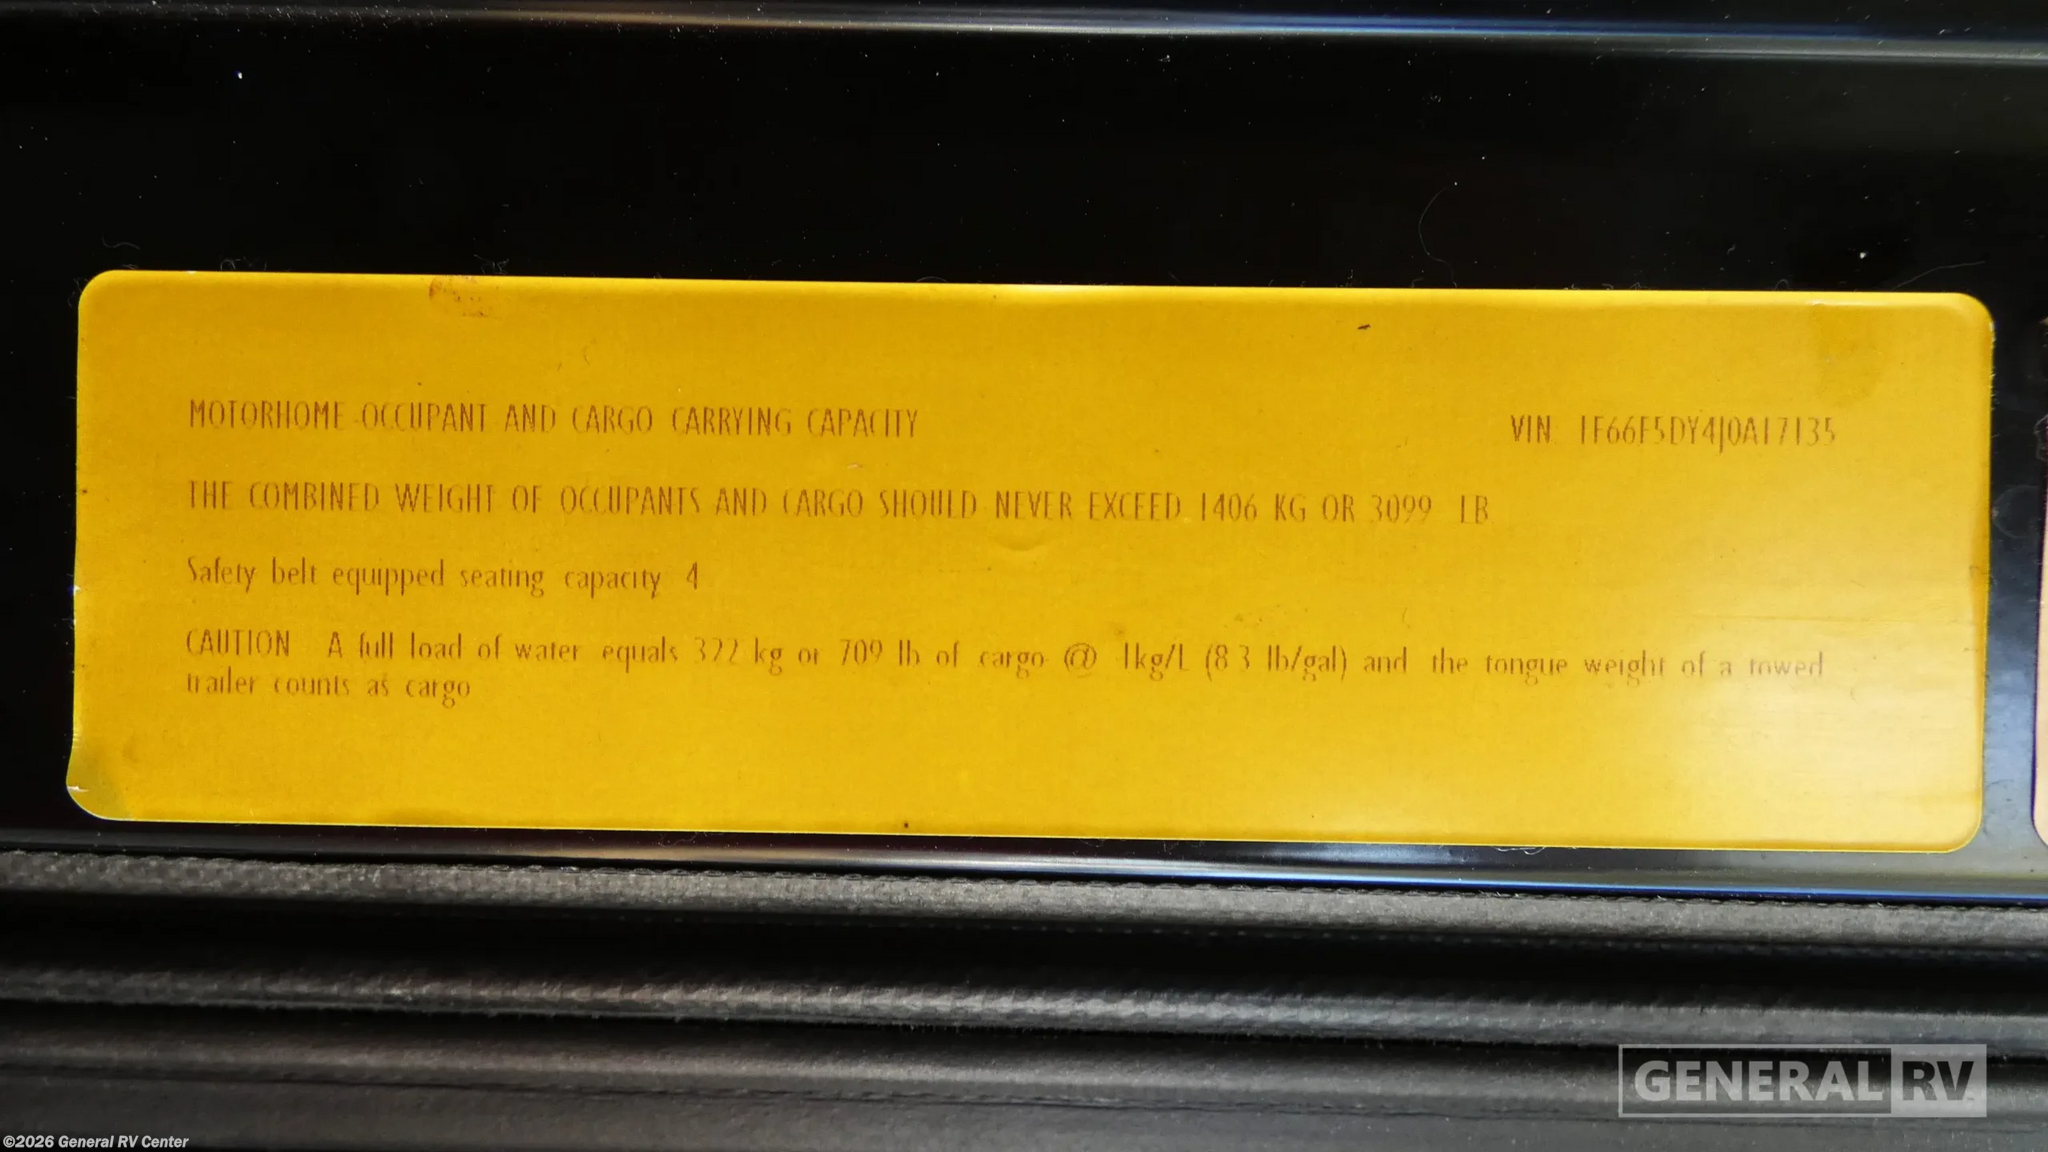 MOTORHOME OCCUPANT AND CARGO CARRYING CAPACITY
VIN 1F66F5DY4J0A17135
THE COMBINED WEIGHT OF OCCUPANTS AND CARGO SHOULD NEVER EXCEED 1406 KG OR 3099 LB
Safety belt equipped seating capacity 4
CAUTION A full load of water equals 322 kg or 709 lb of cargo @ 1kg/L (8.3 lb/gal) and the tongue weight of a towed
trailer counts as cargo
GENERAL RV
©2026 General RV Center